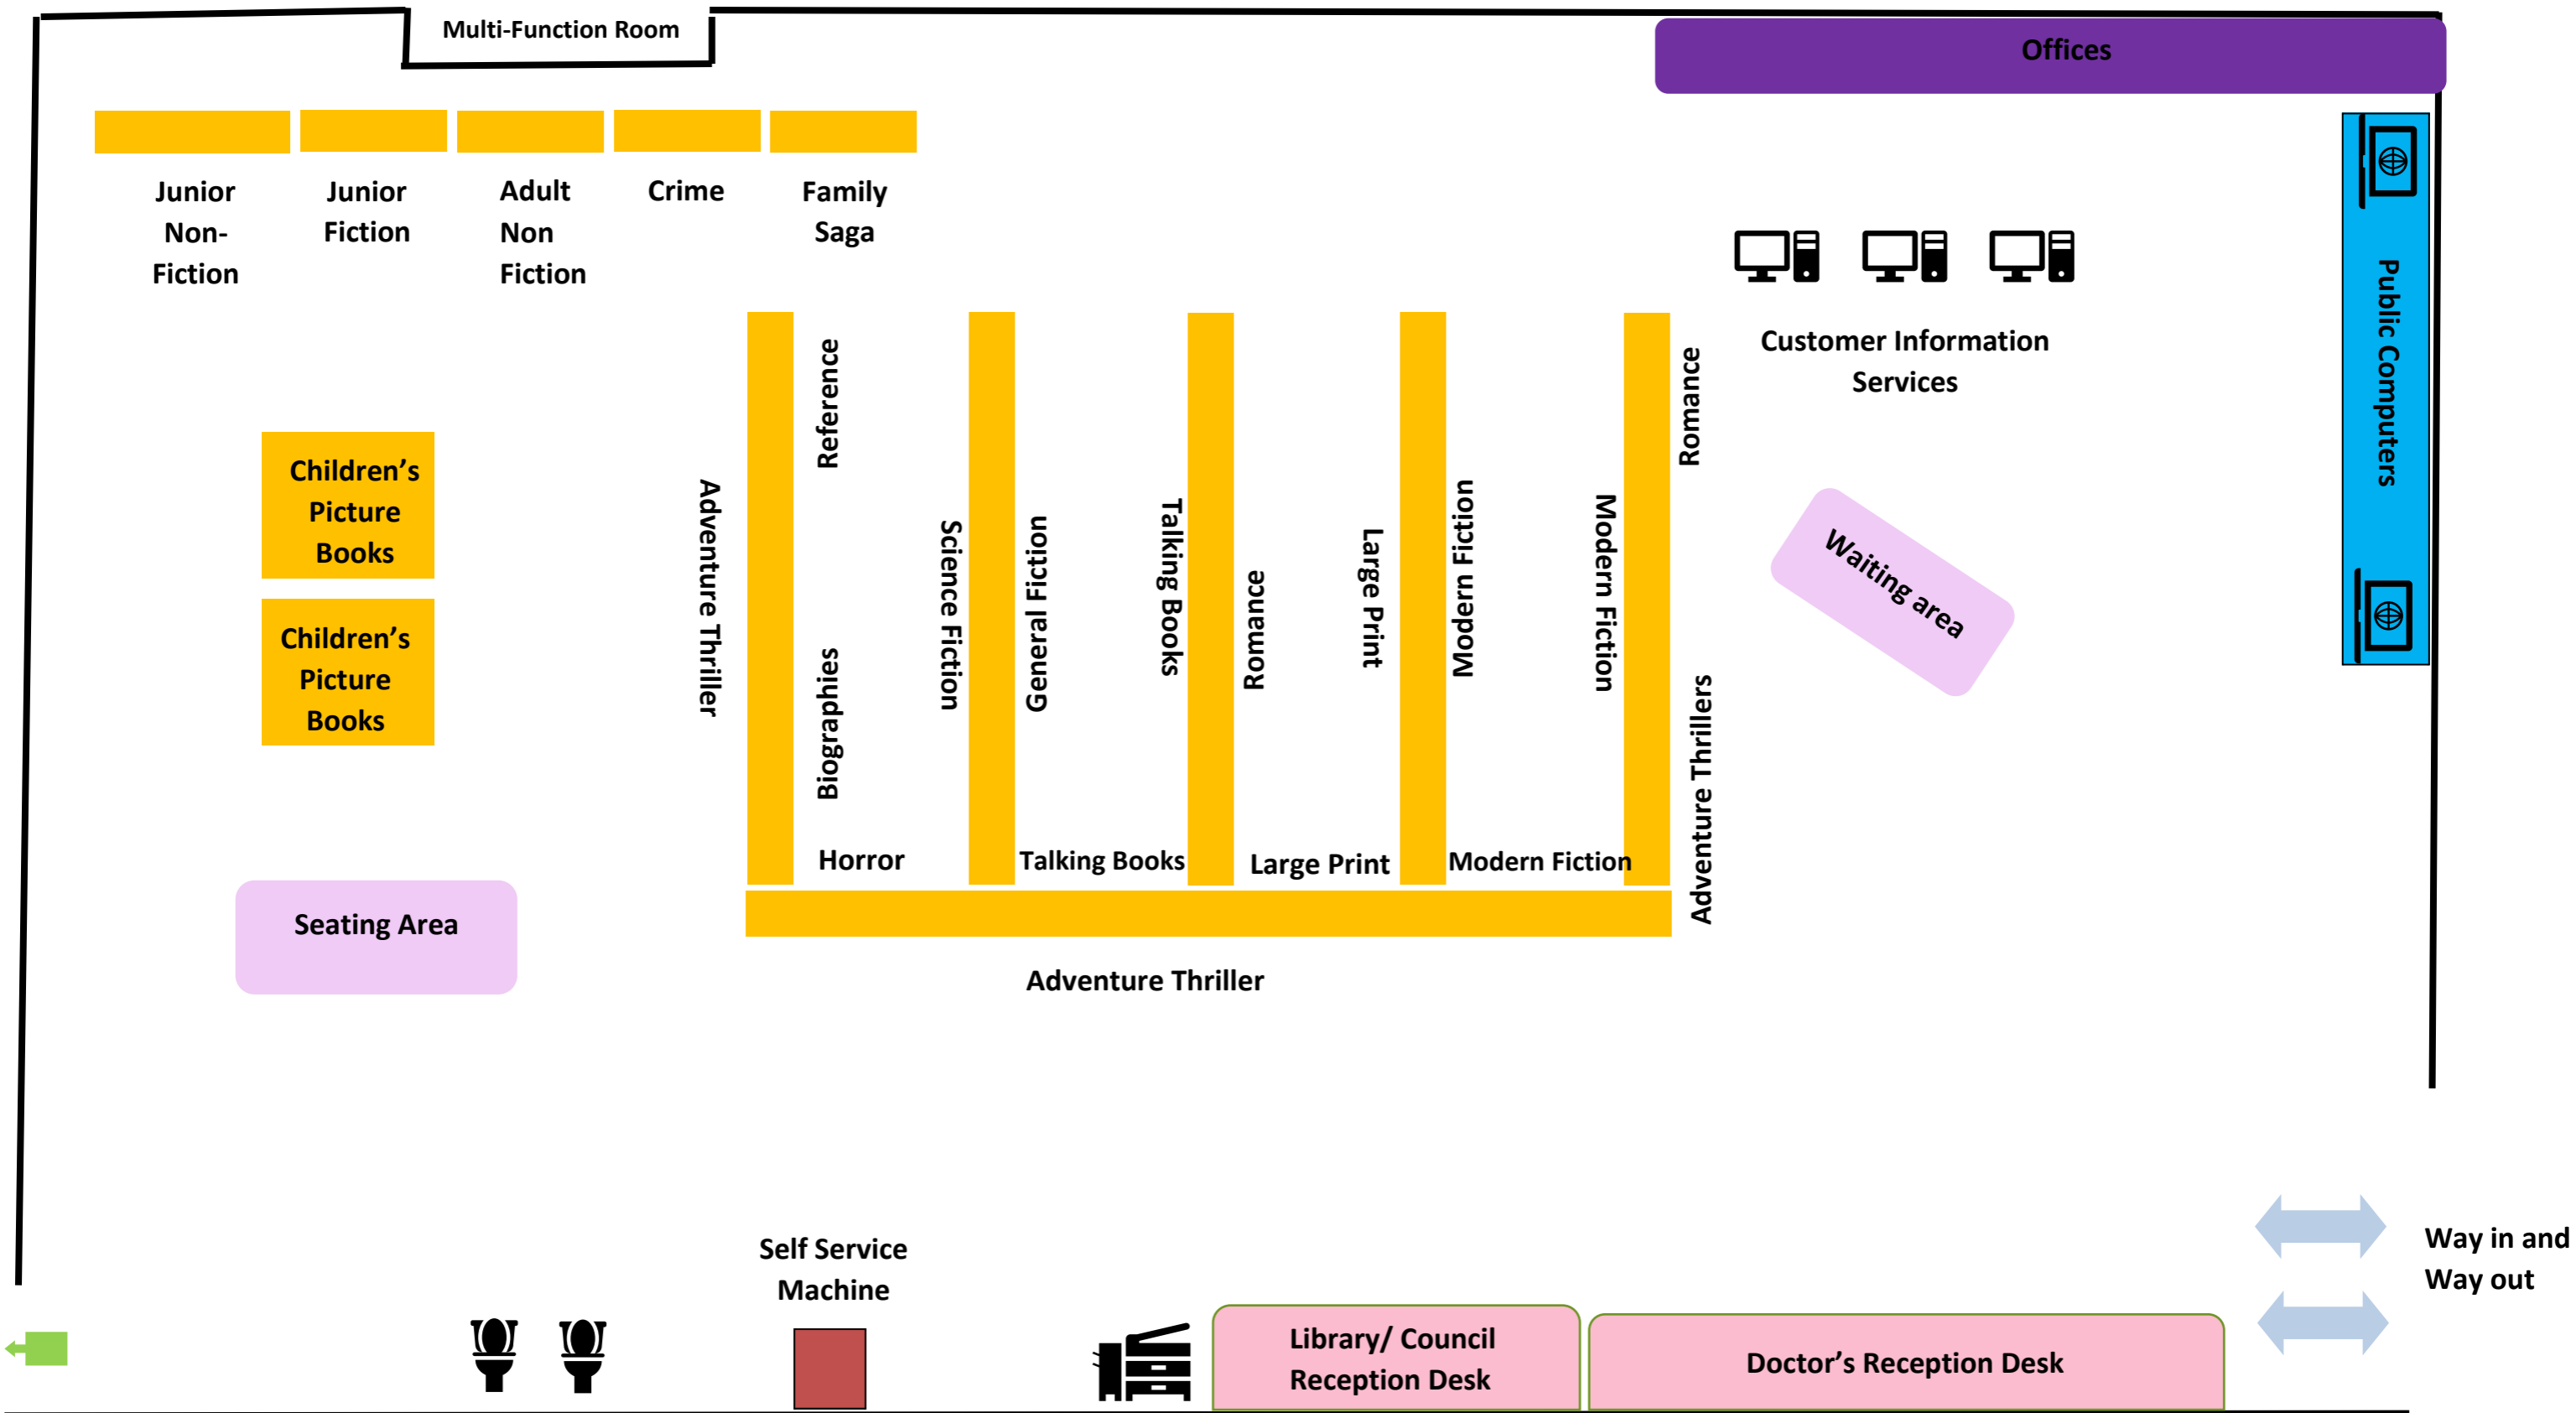 Multi-Function Room
Offices
Junior
Non-
Fiction
Junior
Fiction
Adult
Non
Fiction
Crime
Family
Saga
Public Computers
Customer Information
Services
Children’s
Picture
Books
Children’s
Picture
Books
Adventure Thriller
Reference
Biographies
Science Fiction
General Fiction
Talking Books
Romance
Large Print
Modern Fiction
Modern Fiction
Romance
Adventure Thrillers
Waiting area
Horror
Talking Books
Large Print
Modern Fiction
Seating Area
Adventure Thriller
Self Service
Machine
Way in and
Way out
Library/ Council
Reception Desk
Doctor’s Reception Desk